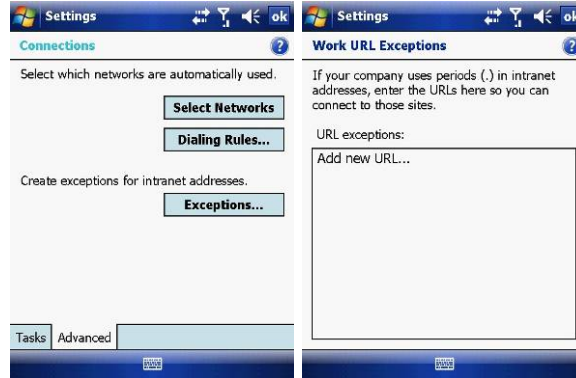 Settings
ok
Connections
?
Select which networks are automatically used.
Select Networks
Dialing Rules...
Create exceptions for intranet addresses.
Exceptions...
Tasks
Advanced
Settings
ok
Work URL Exceptions
?
If your company uses periods (.) in intranet
addresses, enter the URLs here so you can
connect to those sites.
URL exceptions:
Add new URL...